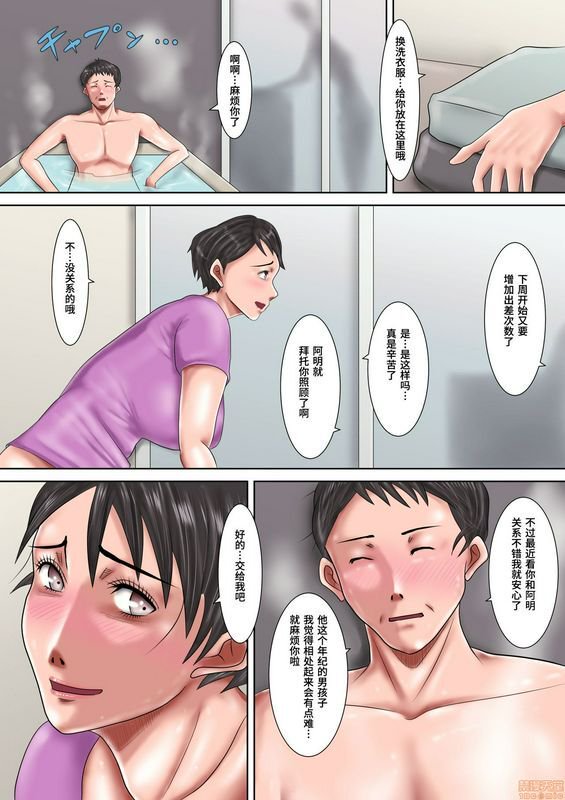 换洗衣服…给你放在这里哦
啊啊…麻烦你了
チャプン…
下周开始又要增加出差次数了
是…是这样吗…真是辛苦了
阿明就拜托你照顾了啊
不…没关系的哦
不过最近看你和阿明关系不错我就安心了
他这个年纪的男孩子我觉得相处起来会有点难就麻烦你啦
好的…交给我吧